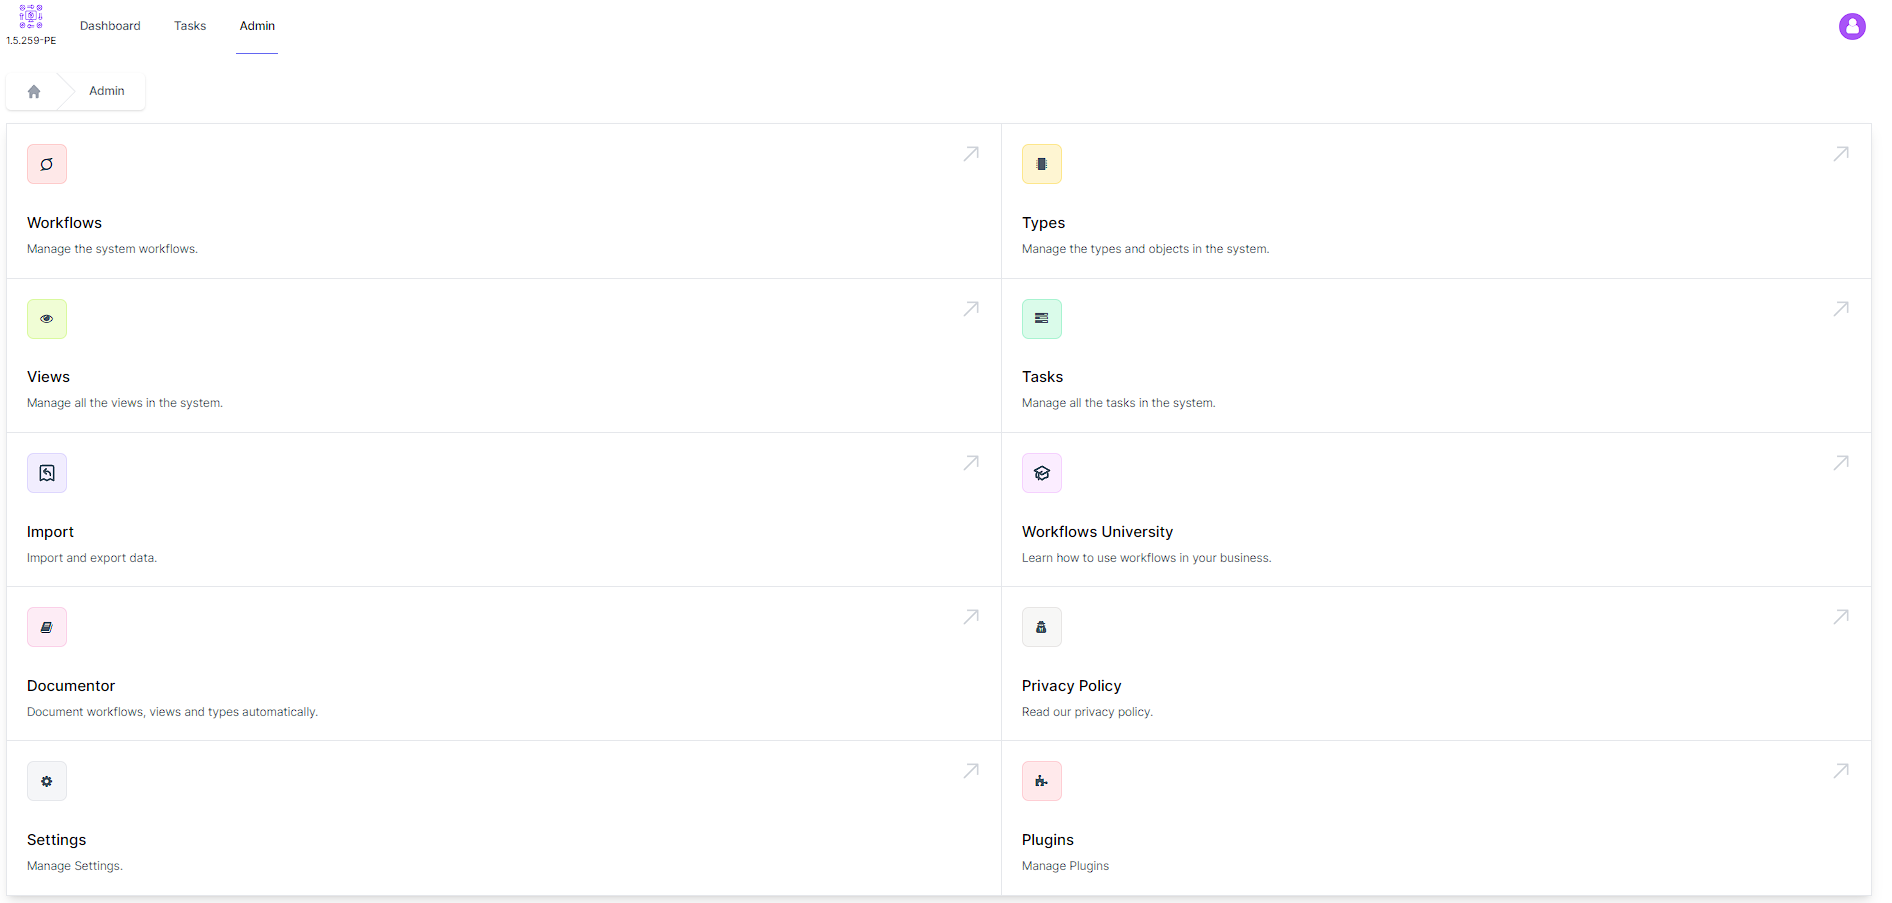 1.5.259-PE
Dashboard
Tasks
Admin
Admin
Workflows
Manage the system workflows.
Types
Manage the types and objects in the system.
Views
Manage all the views in the system.
Tasks
Manage all the tasks in the system.
Import
Import and export data.
Workflows University
Learn how to use workflows in your business.
Documentor
Document workflows, views and types automatically.
Privacy Policy
Read our privacy policy.
Settings
Manage Settings.
Plugins
Manage Plugins